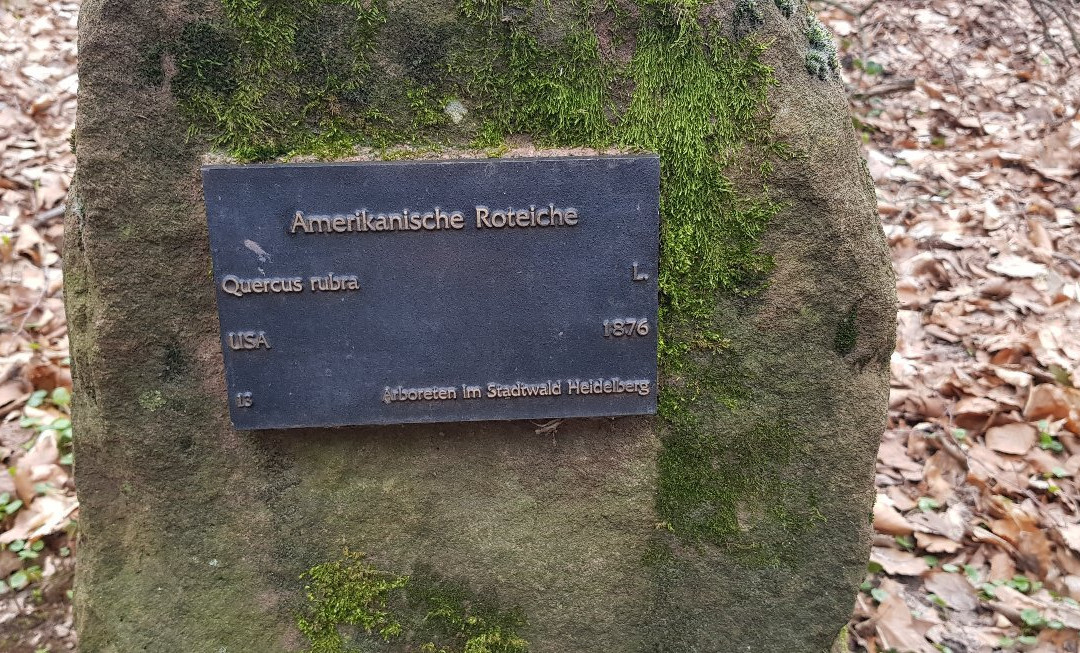 Amerikanische Roteiche
Quercus rubra L.
USA 1876
13 Arboreten im Stadtwald Heidelberg